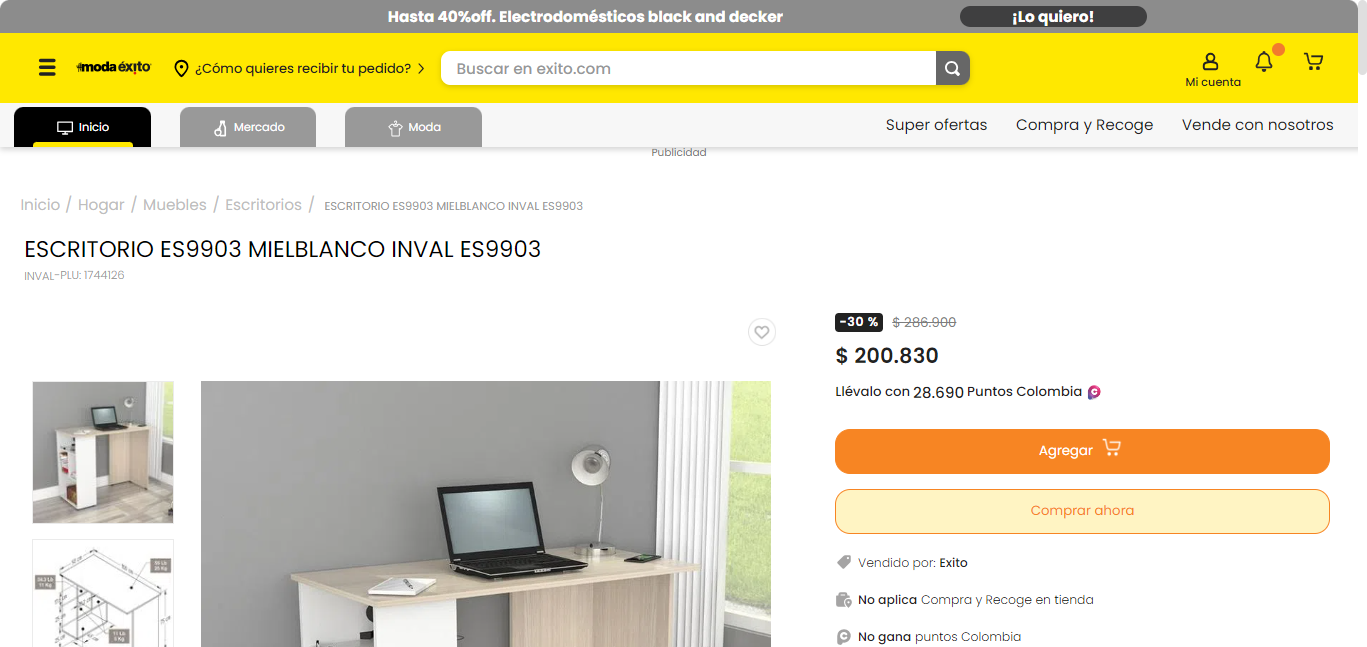 Hasta 40%off. Electrodomésticos black and decker
¡Lo quiero!
moda éxito
¿Cómo quieres recibir tu pedido?
Buscar en exito.com
Mi cuenta
Inicio
Mercado
Moda
Super ofertas
Compra y Recoge
Vende con nosotros
Publicidad
Inicio / Hogar / Muebles / Escritorios / ESCRITORIO ES9903 MIELBLANCO INVAL ES9903
ESCRITORIO ES9903 MIELBLANCO INVAL ES9903
INVAL-PLU: 1744126
-30 % $ 286.900
$ 200.830
Llévalo con 28.690 Puntos Colombia
Agregar
Comprar ahora
Vendido por: Exito
No aplica Compra y Recoge en tienda
No gana puntos Colombia